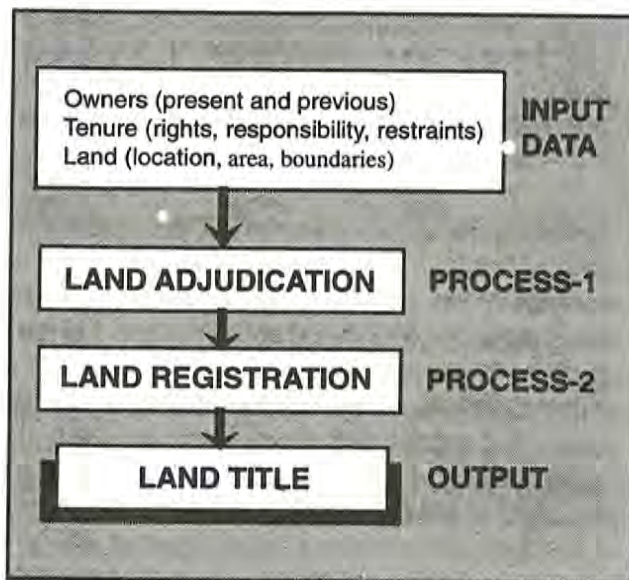 Owners (present and previous)
Tenure (rights, responsibility, restraints)
Land (location, area, boundaries)
INPUT
DATA
LAND ADJUDICATION
PROCESS-1
LAND REGISTRATION
PROCESS-2
LAND TITLE
OUTPUT